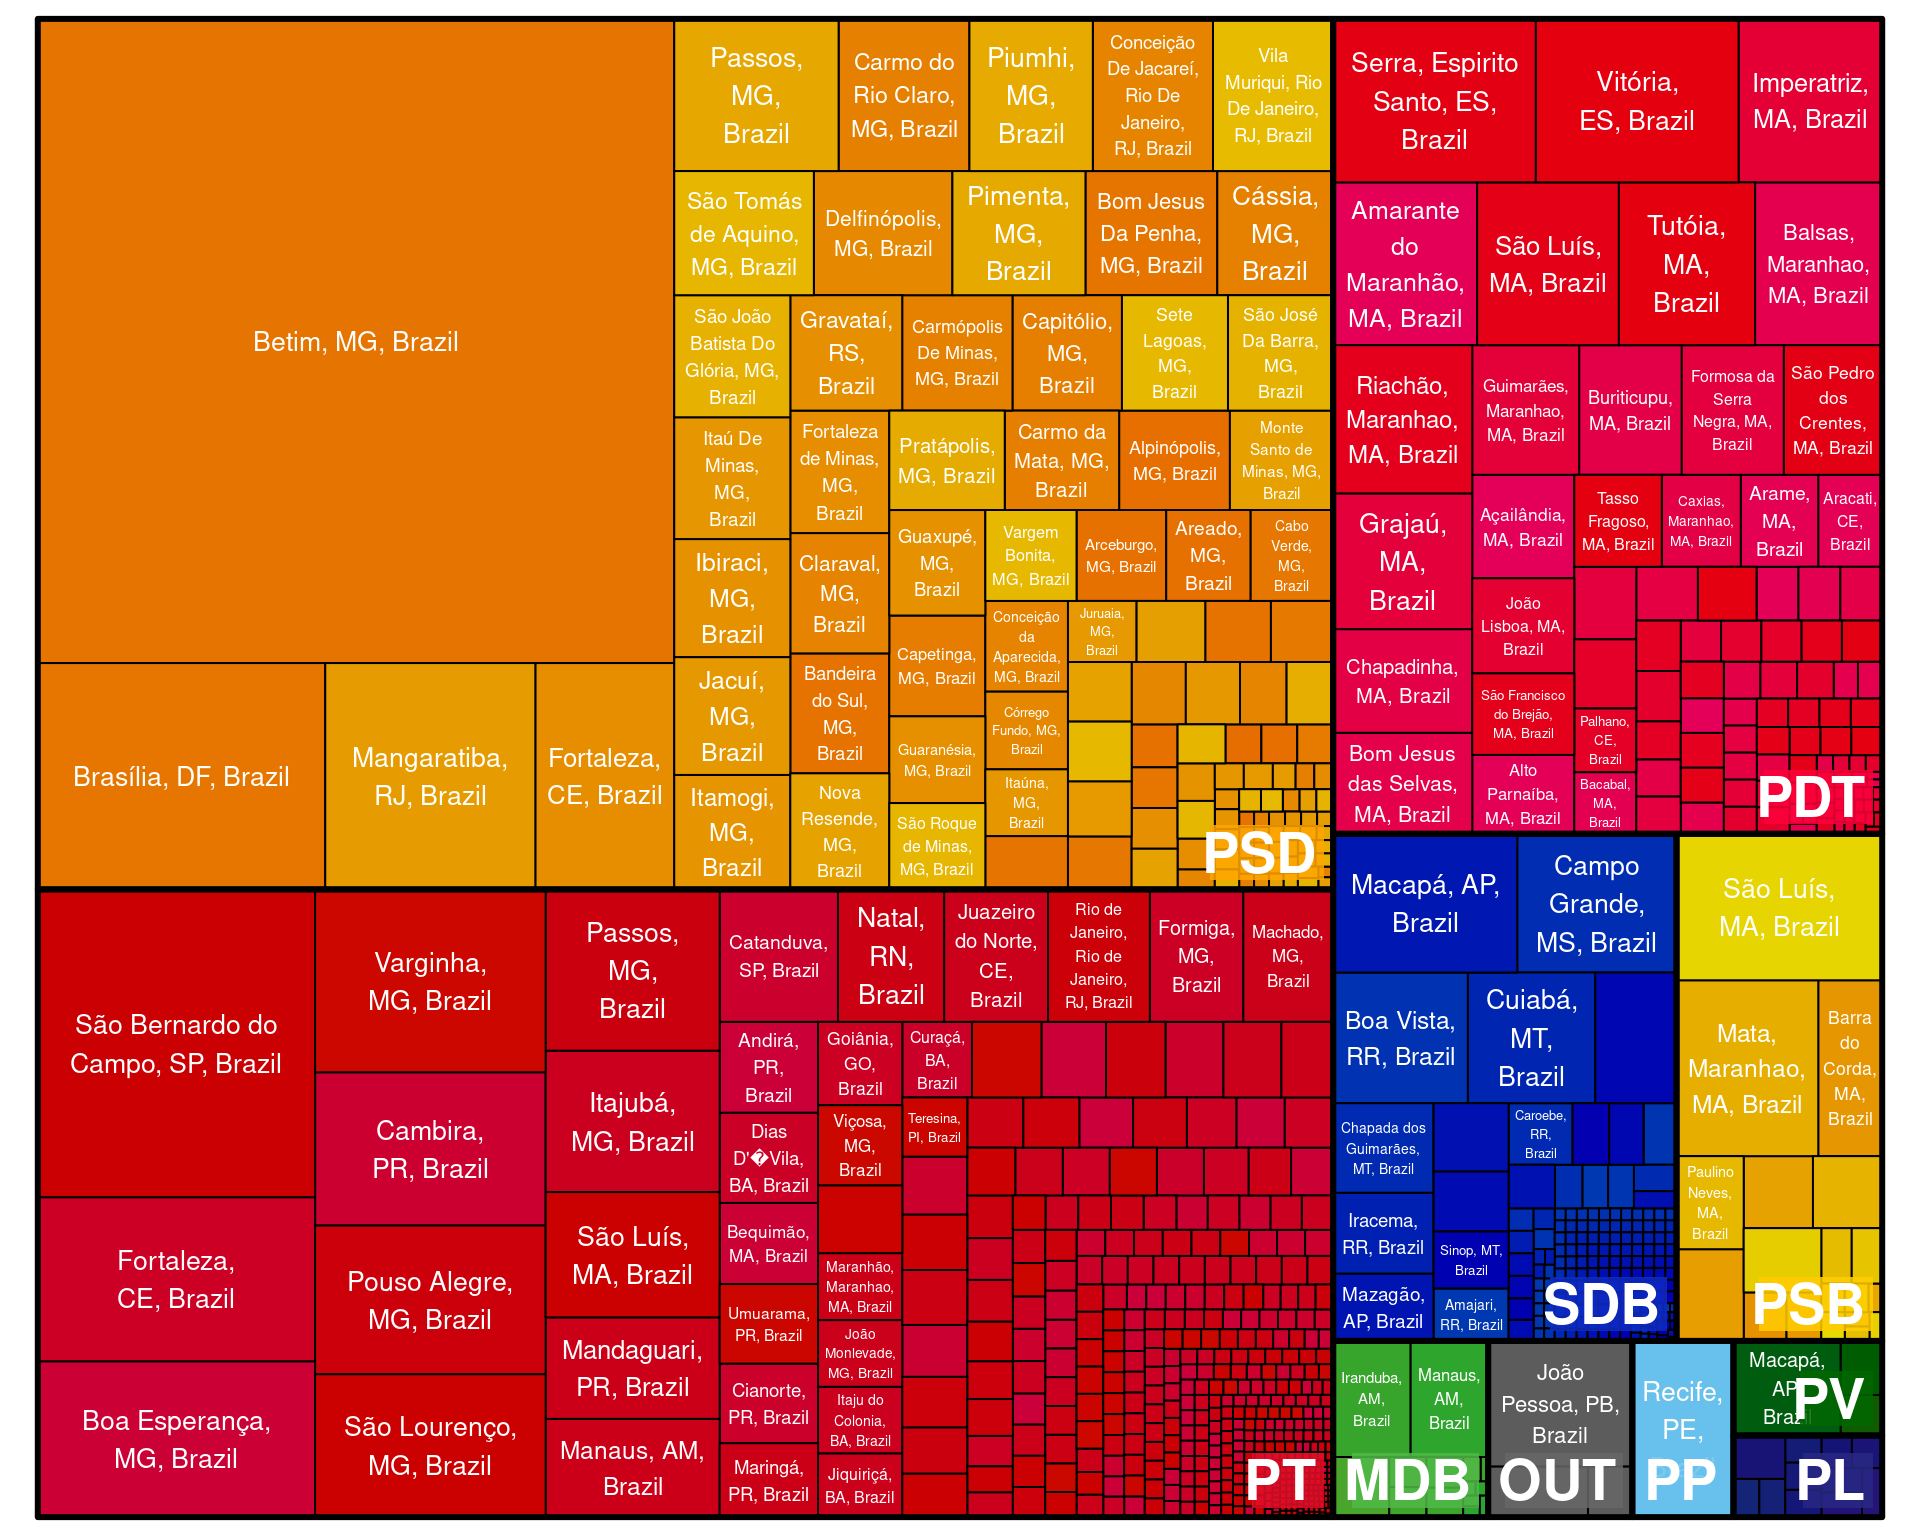 Betim, MG, Brazil
Brasília, DF, Brazil
Mangaratiba,
RJ, Brazil
Fortaleza,
CE, Brazil
Passos,
MG,
Brazil
Carmo do
Rio Claro,
MG, Brazil
Piumhi,
MG,
Brazil
Conceição
De Jacareí,
Rio De
Janeiro,
RJ, Brazil
Vila
Muriqui, Rio
De Janeiro,
RJ, Brazil
São Tomás
de Aquino,
MG, Brazil
Delfinópolis,
MG, Brazil
Pimenta,
MG,
Brazil
Bom Jesus
Da Penha,
MG, Brazil
Cássia,
MG,
Brazil
São João
Batista Do
Glória, MG,
Brazil
Gravataí,
RS,
Brazil
Carmópolis
De Minas,
MG, Brazil
Capitólio,
MG,
Brazil
Sete
Lagoas,
MG,
Brazil
São José
Da Barra,
MG,
Brazil
Itaú De
Minas,
MG,
Brazil
Fortaleza
de Minas,
MG,
Brazil
Pratápolis,
MG, Brazil
Carmo da
Mata, MG,
Brazil
Alpinópolis,
MG, Brazil
Monte
Santo de
Minas, MG,
Brazil
Ibiraci,
MG,
Brazil
Claraval,
MG,
Brazil
Guaxupé,
MG,
Brazil
Vargem
Bonita,
MG, Brazil
Arceburgo,
MG, Brazil
Areado,
MG,
Brazil
Cabo
Verde,
MG,
Brazil
Jacuí,
MG,
Brazil
Bandeira
do Sul,
MG,
Brazil
Capetinga,
MG, Brazil
Conceição
da
Aparecida,
MG, Brazil
Juruaia,
MG,
Brazil
Itamogi,
MG,
Brazil
Nova
Resende,
MG,
Brazil
Guaranésia,
MG, Brazil
São Roque
de Minas,
MG, Brazil
Córrego
Fundo, MG,
Brazil
Itaúna,
MG,
Brazil
PSD
Serra, Espirito
Santo, ES,
Brazil
Vitória,
ES, Brazil
Imperatriz,
MA, Brazil
Amarante
do
Maranhão,
MA, Brazil
São Luís,
MA, Brazil
Tutóia,
MA,
Brazil
Balsas,
Maranhao,
MA, Brazil
Riachão,
Maranhao,
MA, Brazil
Guimarães,
Maranhao,
MA, Brazil
Buriticupu,
MA, Brazil
Formosa da
Serra
Negra, MA,
Brazil
São Pedro
dos
Crentes,
MA, Brazil
Grajaú,
MA,
Brazil
Açailândia,
MA, Brazil
Tasso
Fragoso,
MA, Brazil
Caxias,
Maranhao,
MA, Brazil
Arame,
MA,
Brazil
Aracati,
CE,
Brazil
Chapadinha,
MA, Brazil
João
Lisboa, MA,
Brazil
São Francisco
do Brejão,
MA, Brazil
Palhano,
CE,
Brazil
Bom Jesus
das Selvas,
MA, Brazil
Alto
Parnaíba,
MA, Brazil
Bacabal,
MA,
Brazil
PDT
São Bernardo do
Campo, SP, Brazil
Fortaleza,
CE, Brazil
Boa Esperança,
MG, Brazil
Varginha,
MG, Brazil
Cambira,
PR, Brazil
Pouso Alegre,
MG, Brazil
São Lourenço,
MG, Brazil
Passos,
MG,
Brazil
Itajubá,
MG, Brazil
São Luís,
MA, Brazil
Mandaguari,
PR, Brazil
Manaus, AM,
Brazil
Catanduva,
SP, Brazil
Natal,
RN,
Brazil
Juazeiro
do Norte,
CE,
Brazil
Rio de
Janeiro,
Rio de
Janeiro,
RJ, Brazil
Formiga,
MG,
Brazil
Machado,
MG,
Brazil
Andirá,
PR,
Brazil
Goiânia,
GO,
Brazil
Curaçá,
BA,
Brazil
Dias
D'�Vila,
BA, Brazil
Viçosa,
MG,
Brazil
Teresina,
PI, Brazil
Bequimão,
MA, Brazil
Umuarama,
PR, Brazil
Cianorte,
PR, Brazil
Maringá,
PR, Brazil
Maranhão,
Maranhao,
MA, Brazil
João
Monlevade,
MG, Brazil
Itaju do
Colonia,
BA, Brazil
Jiquiriçá,
BA, Brazil
PT
Macapá, AP,
Brazil
Campo
Grande,
MS, Brazil
Boa Vista,
RR, Brazil
Cuiabá,
MT,
Brazil
Chapada dos
Guimarães,
MT, Brazil
Caroebe,
RR,
Brazil
Iracema,
RR, Brazil
Sinop, MT,
Brazil
Mazagão,
AP, Brazil
Amajari,
RR, Brazil
SDB
São Luís,
MA, Brazil
Mata,
Maranhao,
MA, Brazil
Barra
do
Corda,
MA,
Brazil
Paulino
Neves,
MA,
Brazil
PSB
Iranduba,
AM,
Brazil
Manaus,
AM,
Brazil
MDB
João
Pessoa, PB,
Brazil
OUT
Recife,
PE,
PP
Macapá,
AP,
Brazil
PV
PL